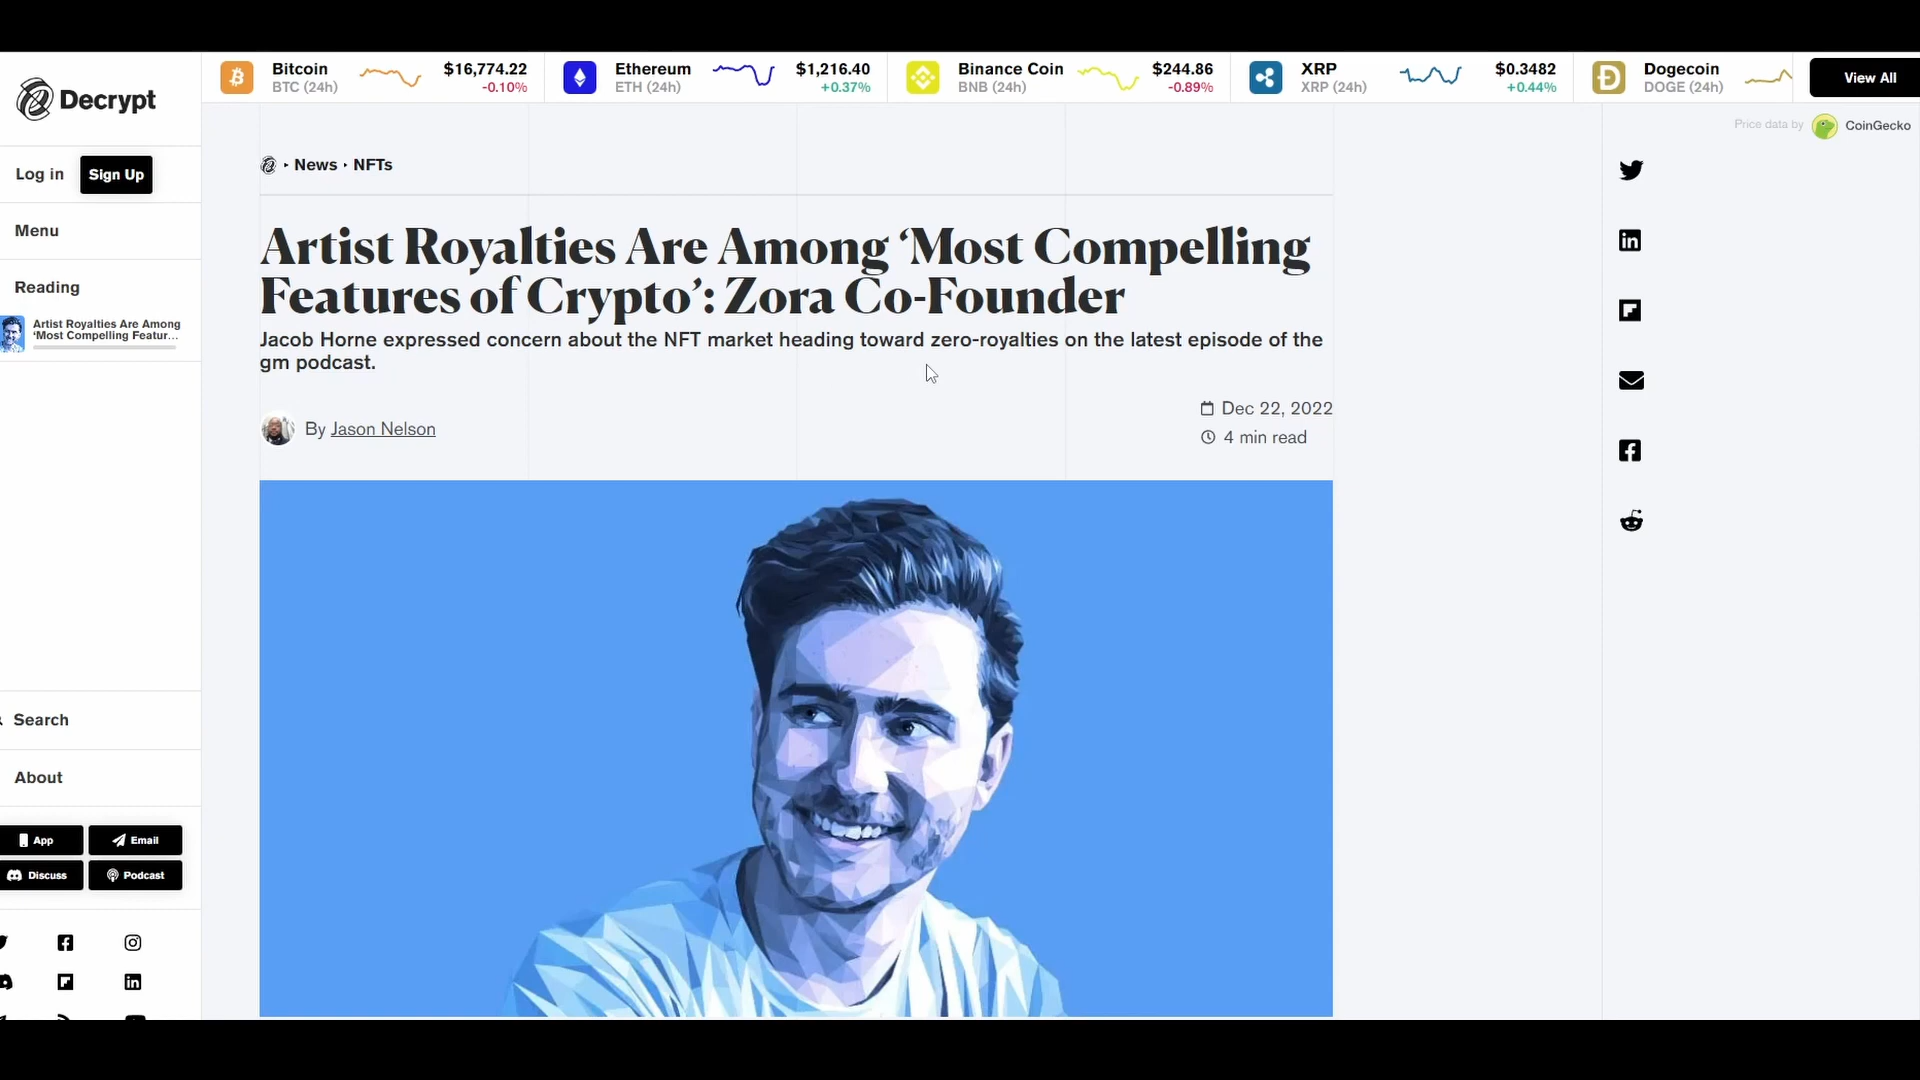 Decrypt
Bitcoin
BTC (24h)
$16,774.22
-0.10%
Ethereum
ETH (24h)
$1,216.40
+0.37%
Binance Coin
BNB (24h)
$244.86
-0.89%
XRP
XRP (24h)
$0.3482
+0.44%
Dogecoin
DOGE (24h)
View All
Price data by CoinGecko
Log in Sign Up
Menu
Reading
Artist Royalties Are Among
‘Most Compelling Featur...
Search
About
App Email
Discuss Podcast
News · NFTs
Artist Royalties Are Among ‘Most Compelling
Features of Crypto’: Zora Co-Founder
Jacob Horne expressed concern about the NFT market heading toward zero-royalties on the latest episode of the
gm podcast.
By Jason Nelson
Dec 22, 2022
4 min read